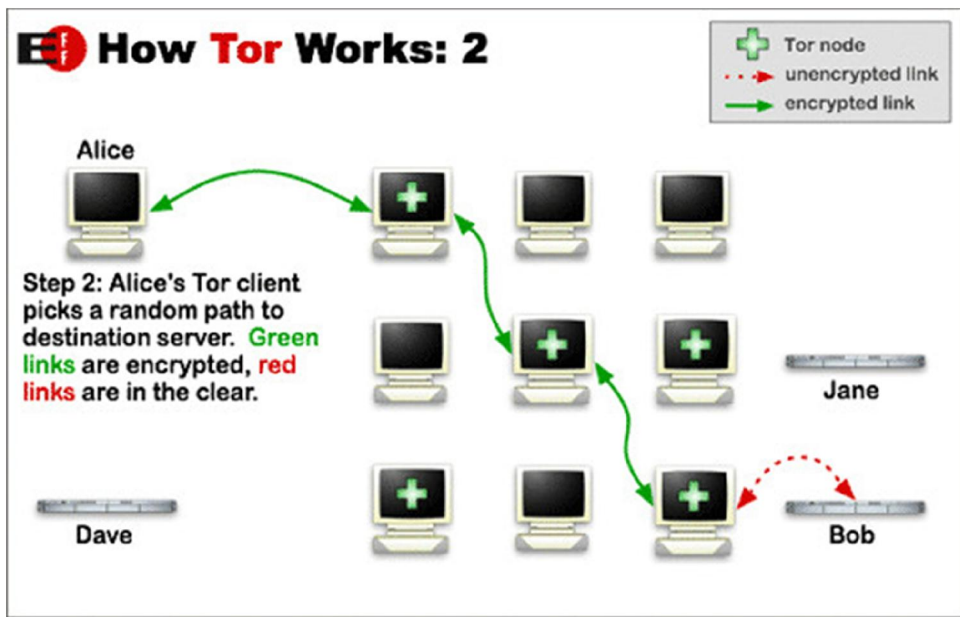 EFF How Tor Works: 2
Tor node
unencrypted link
encrypted link
Alice
Step 2: Alice's Tor client
picks a random path to
destination server. Green
links are encrypted, red
links are in the clear.
Jane
Dave
Bob